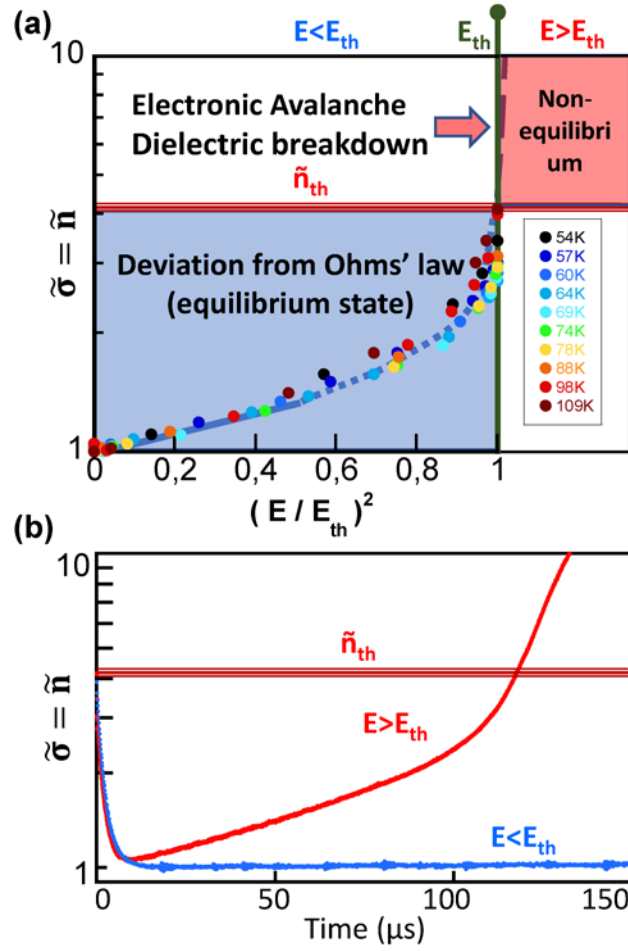 (a)
E<Eth
Eth
E>Eth
10
Electronic Avalanche
Dielectric breakdown
Non-
equilibri
um
ñth
σ̃ = ñ
Deviation from Ohms' law
(equilibrium state)
54K
57K
60K
64K
69K
74K
78K
88K
98K
109K
1
0
0,2
0,4
0,6
0,8
1
( E / Eth )2
(b)
10
ñth
σ̃ = ñ
E>Eth
E<Eth
1
0
50
100
150
Time (μs)